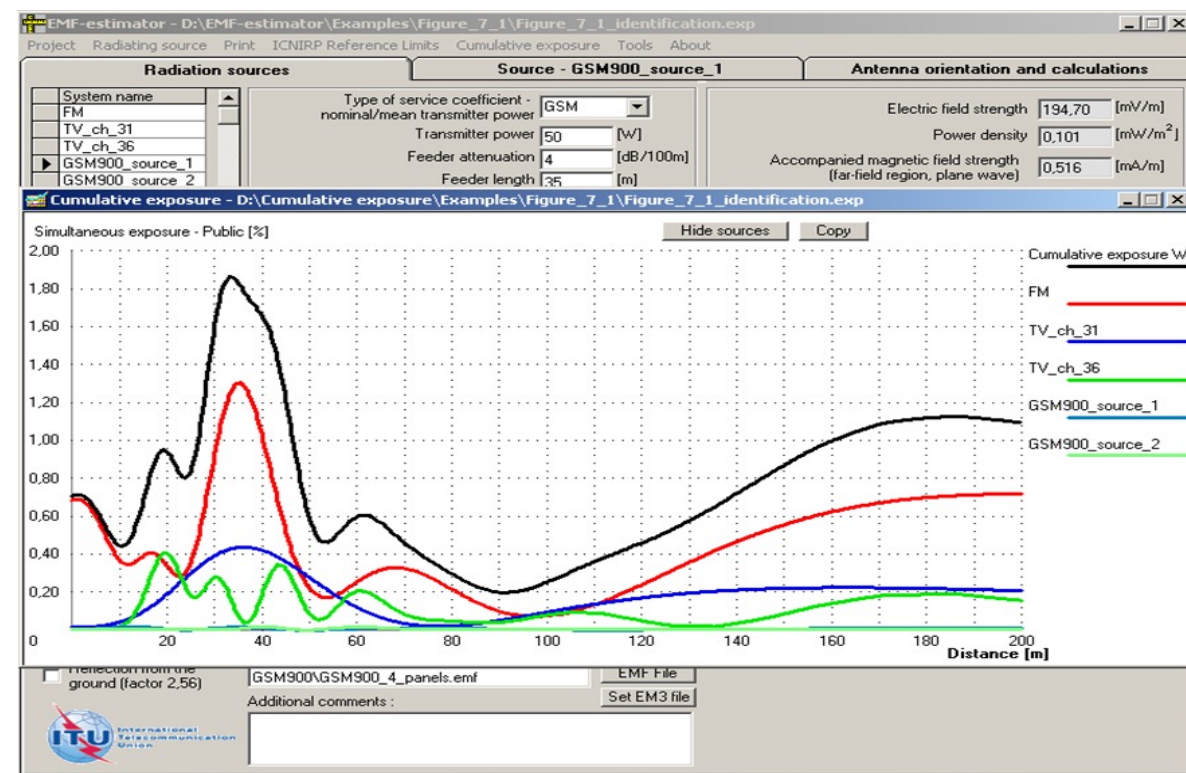 EMF-estimator - D:\EMF-estimator\Examples\Figure_7_1\Figure_7_1_identification.exp
Project Radiating source Print ICNIRP Reference Limits Cumulative exposure Tools About
Radiation sources
Source - GSM900_source_1
Antenna orientation and calculations
System name
FM
TV_ch_31
TV_ch_36
GSM900_source_1
GSM900_source_2
Type of service coefficient -
nominal/mean transmitter power
GSM
Transmitter power 50 [W]
Feeder attenuation 4 [dB/100m]
Feeder length 35 [m]
Electric field strength 194,70 [mV/m]
Power density 0,101 [mW/m²]
Accompanied magnetic field strength
(far-field region, plane wave)
0,516 [mA/m]
Cumulative exposure - D:\Cumulative exposure\Examples\Figure_7_1\Figure_7_1_identification.exp
Simultaneous exposure - Public [%]
Hide sources
Copy
2,00
1,80
1,60
1,40
1,20
1,00
0,80
0,60
0,40
0,20
0 20 40 60 80 100 120 140 160 180 200
Distance [m]
Cumulative exposure W
FM
TV_ch_31
TV_ch_36
GSM900_source_1
GSM900_source_2
from the
ground (factor 2,56)
GSM900\GSM900_4_panels.emf
EMF File
Additional comments :
Set EM3 file
ITU
International
Telecommunication
Union